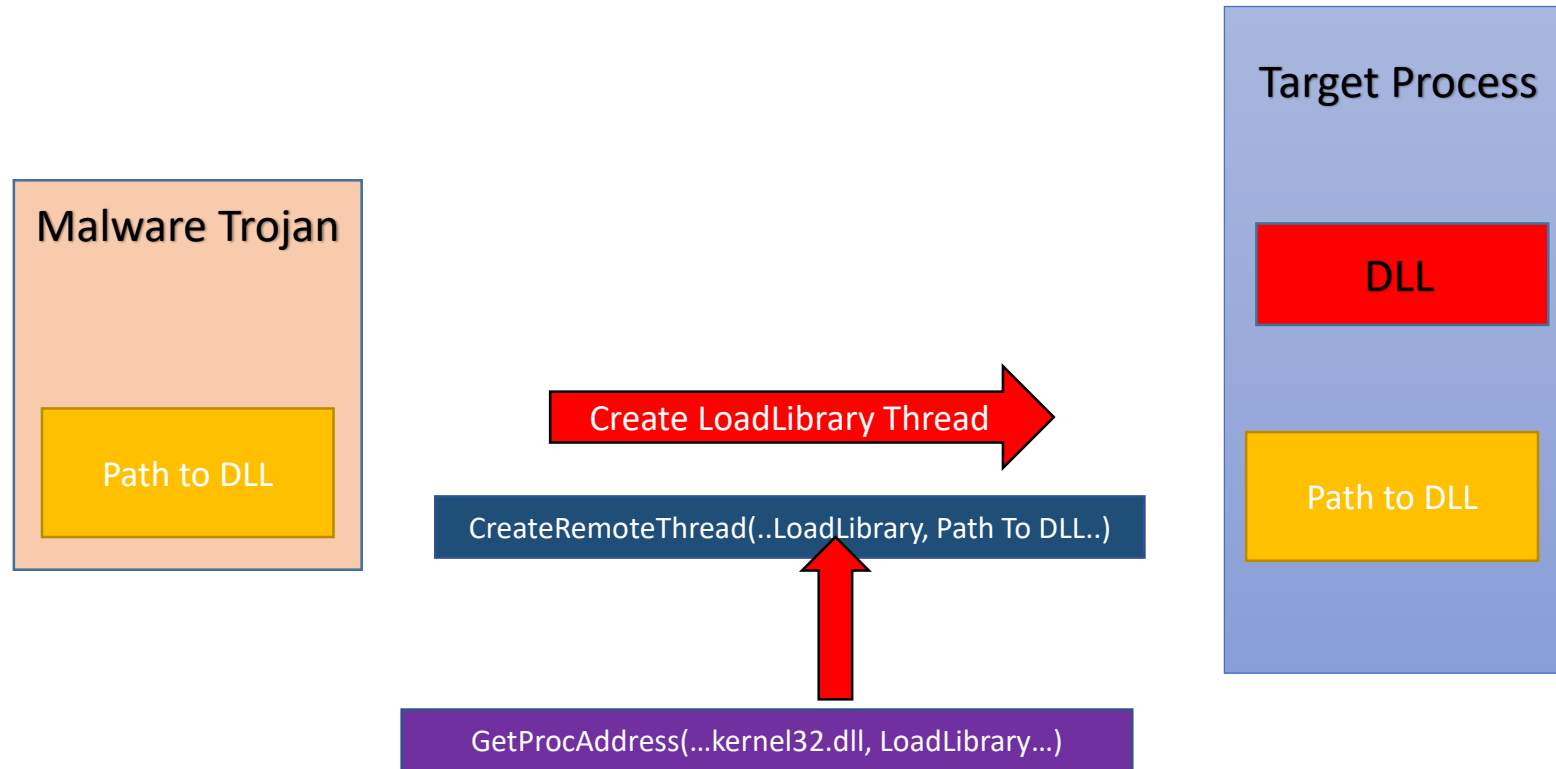 Target Process
Malware Trojan
DLL
Create LoadLibrary Thread
Path to DLL
Path to DLL
CreateRemoteThread(..LoadLibrary, Path To DLL..)
GetProcAddress(...kernel32.dll, LoadLibrary...)